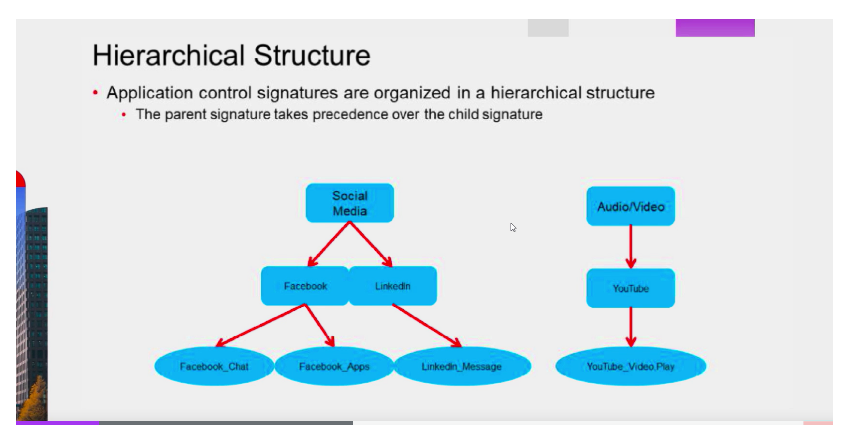 Hierarchical Structure
• Application control signatures are organized in a hierarchical structure
• The parent signature takes precedence over the child signature
Social
Media
Audio/Video
Facebook
Linkedin
YouTube
Facebook_Chat
Facebook_Apps
Linkedin_Message
YouTube_Video.Play